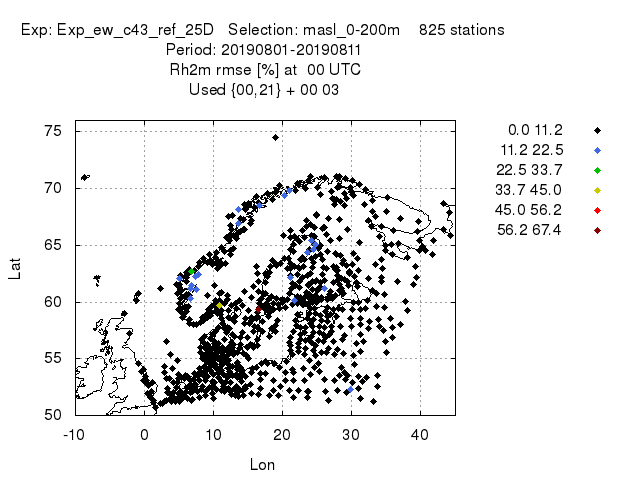 Exp: Exp_ew_c43_ref_25D Selection: masl_0-200m 825 stations
Period: 20190801-20190811
Rh2m rmse [%] at 00 UTC
Used {00,21} + 00 03
0.0 11.2
11.2 22.5
22.5 33.7
33.7 45.0
45.0 56.2
56.2 67.4
75
70
65
60
55
50
Lat
-10 0 10 20 30 40
Lon